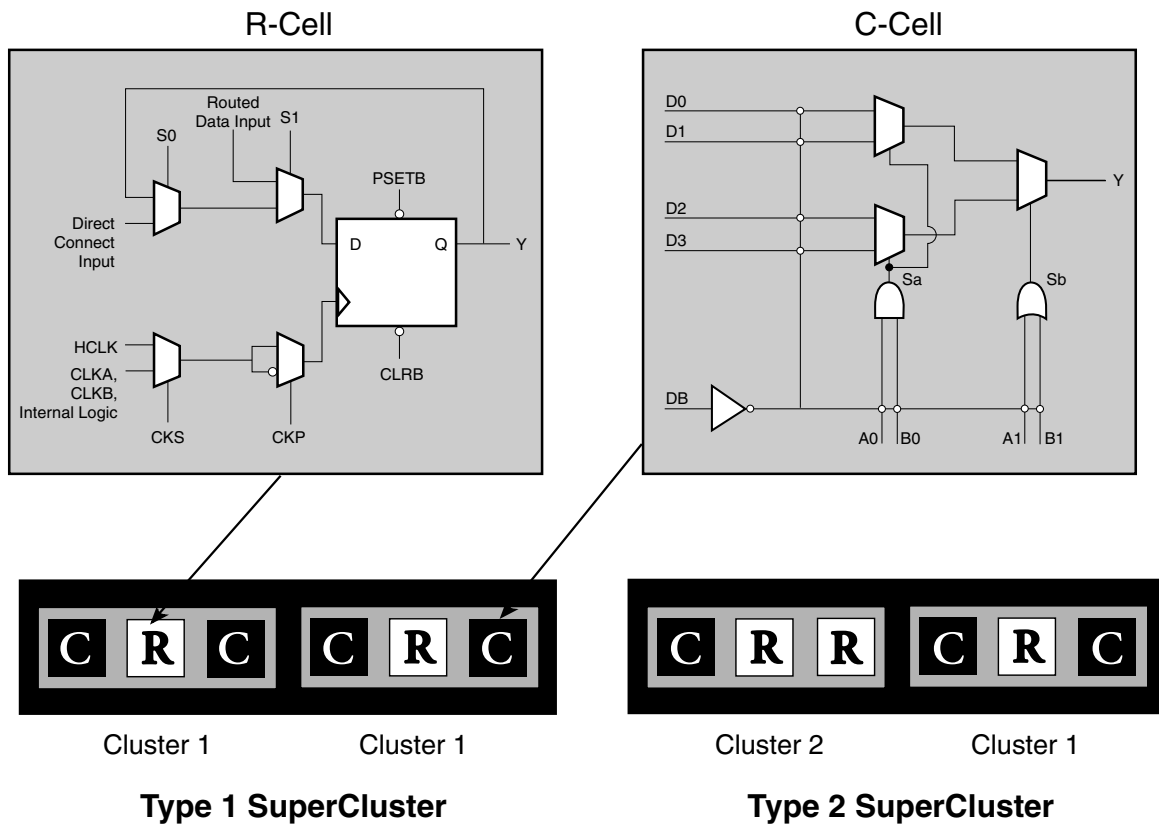 R-Cell
Routed
Data Input
S1
S0
PSETB
Direct
Connect
Input
D
Q
Y
HCLK
CLKA,
CLKB,
Internal Logic
CLRB
CKS
CKP
C-Cell
D0
D1
D2
D3
Y
Sa
Sb
DB
A0
B0
A1
B1
C R C
C R C
Cluster 1
Cluster 1
Type 1 SuperCluster
C R R
C R C
Cluster 2
Cluster 1
Type 2 SuperCluster